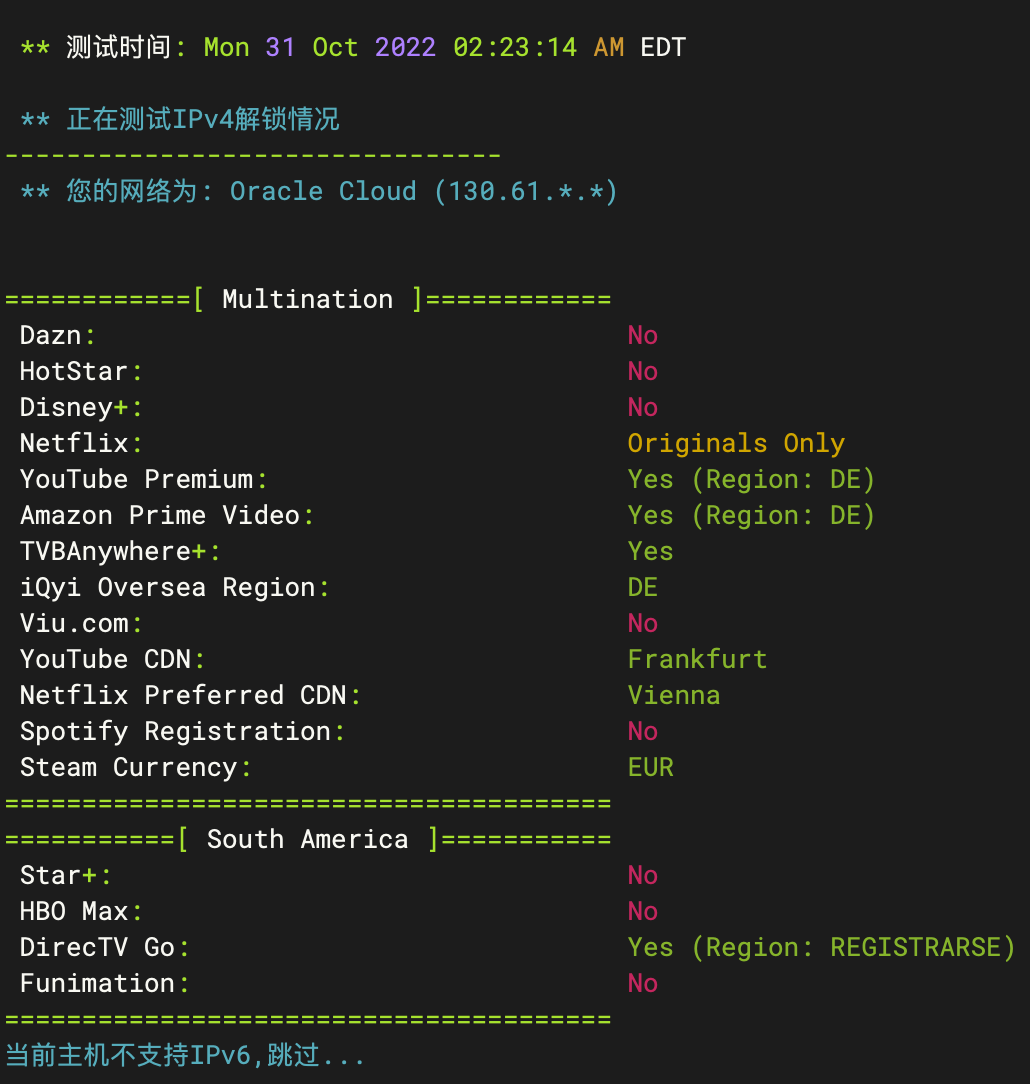 ** 测试时间: Mon 31 Oct 2022 02:23:14 AM EDT
** 正在测试IPv4解锁情况
--------------------------------
** 您的网络为: Oracle Cloud (130.61.*.*)
============[ Multination ]============
Dazn: No
HotStar: No
Disney+: No
Netflix: Originals Only
YouTube Premium: Yes (Region: DE)
Amazon Prime Video: Yes (Region: DE)
TVBAnywhere+: Yes
iQyi Oversea Region: DE
Viu.com: No
YouTube CDN: Frankfurt
Netflix Preferred CDN: Vienna
Spotify Registration: No
Steam Currency: EUR
=======================================
===========[ South America ]===========
Star+: No
HBO Max: No
DirecTV Go: Yes (Region: REGISTRARSE)
Funimation: No
=======================================
当前主机不支持IPv6,跳过...